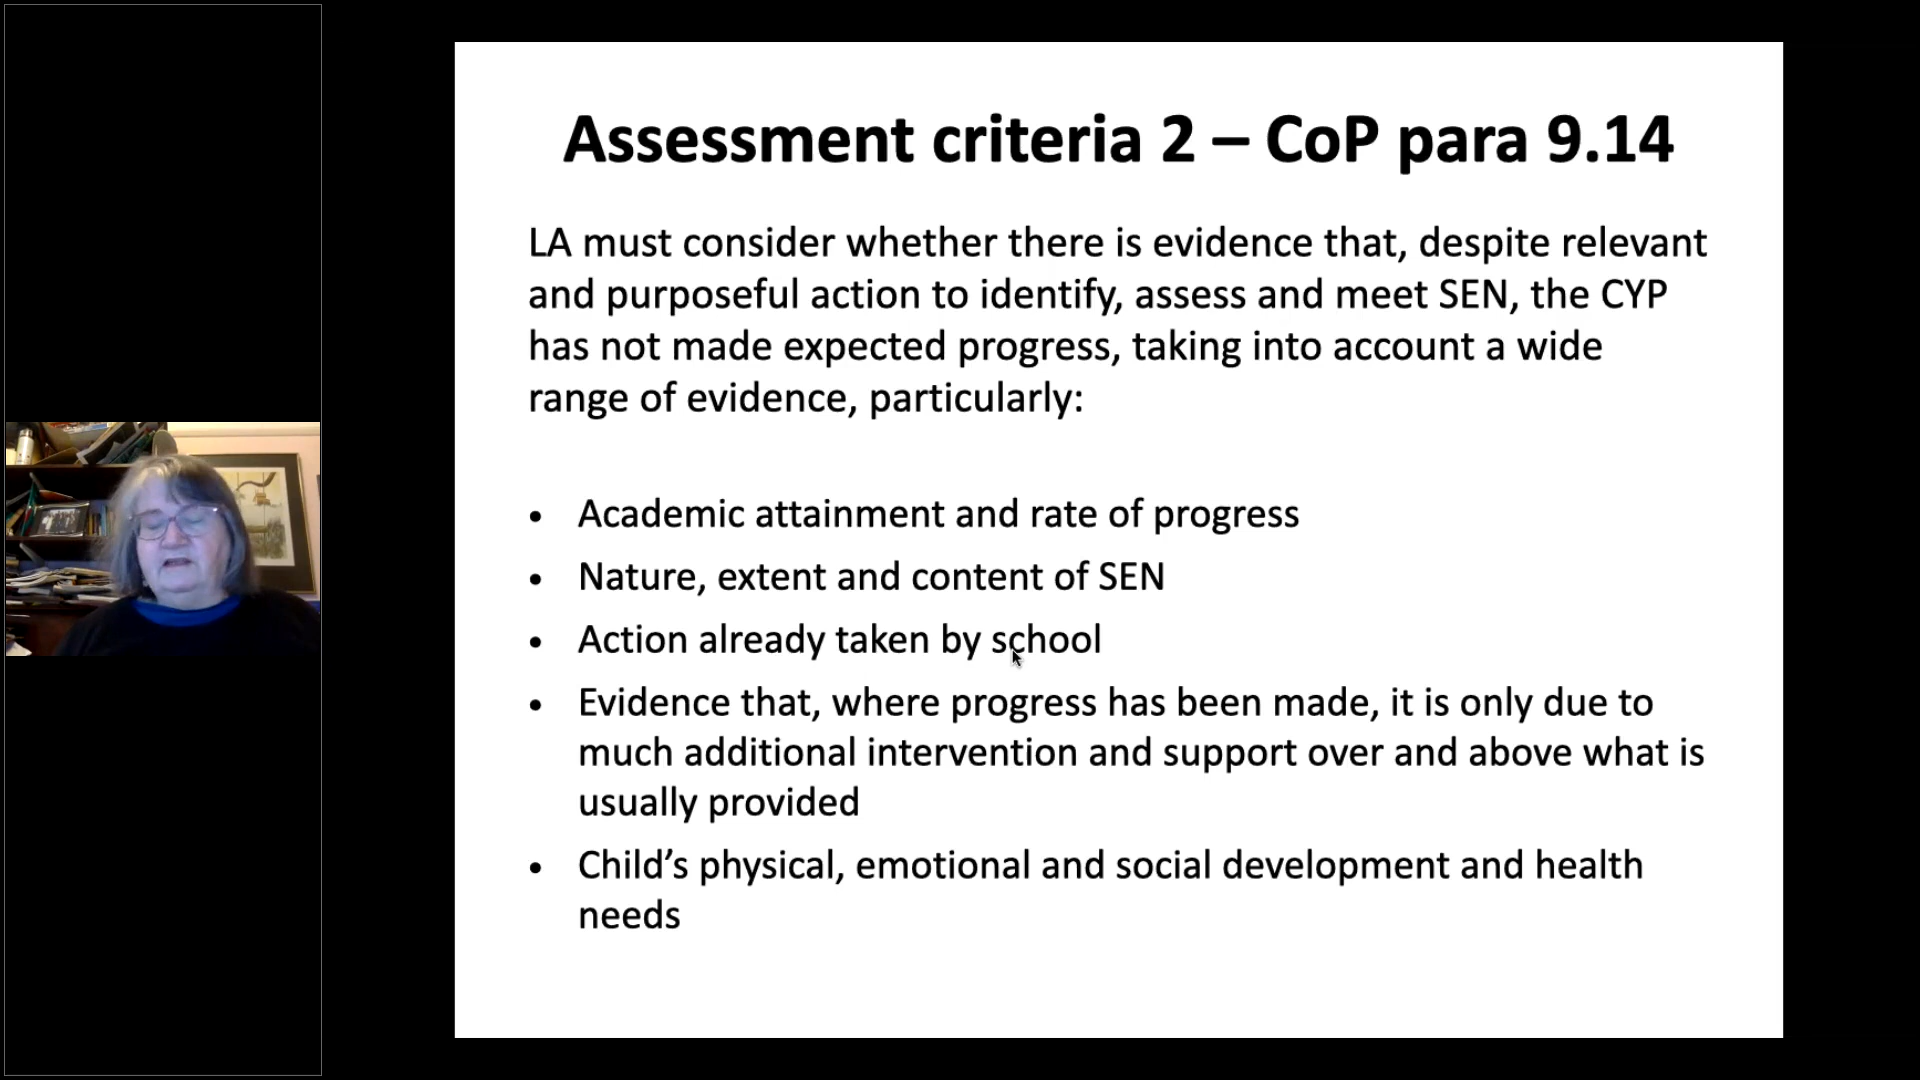 Assessment criteria 2 – CoP para 9.14
LA must consider whether there is evidence that, despite relevant
and purposeful action to identify, assess and meet SEN, the CYP
has not made expected progress, taking into account a wide
range of evidence, particularly:
• Academic attainment and rate of progress
• Nature, extent and content of SEN
• Action already taken by school
• Evidence that, where progress has been made, it is only due to
much additional intervention and support over and above what is
usually provided
• Child’s physical, emotional and social development and health
needs